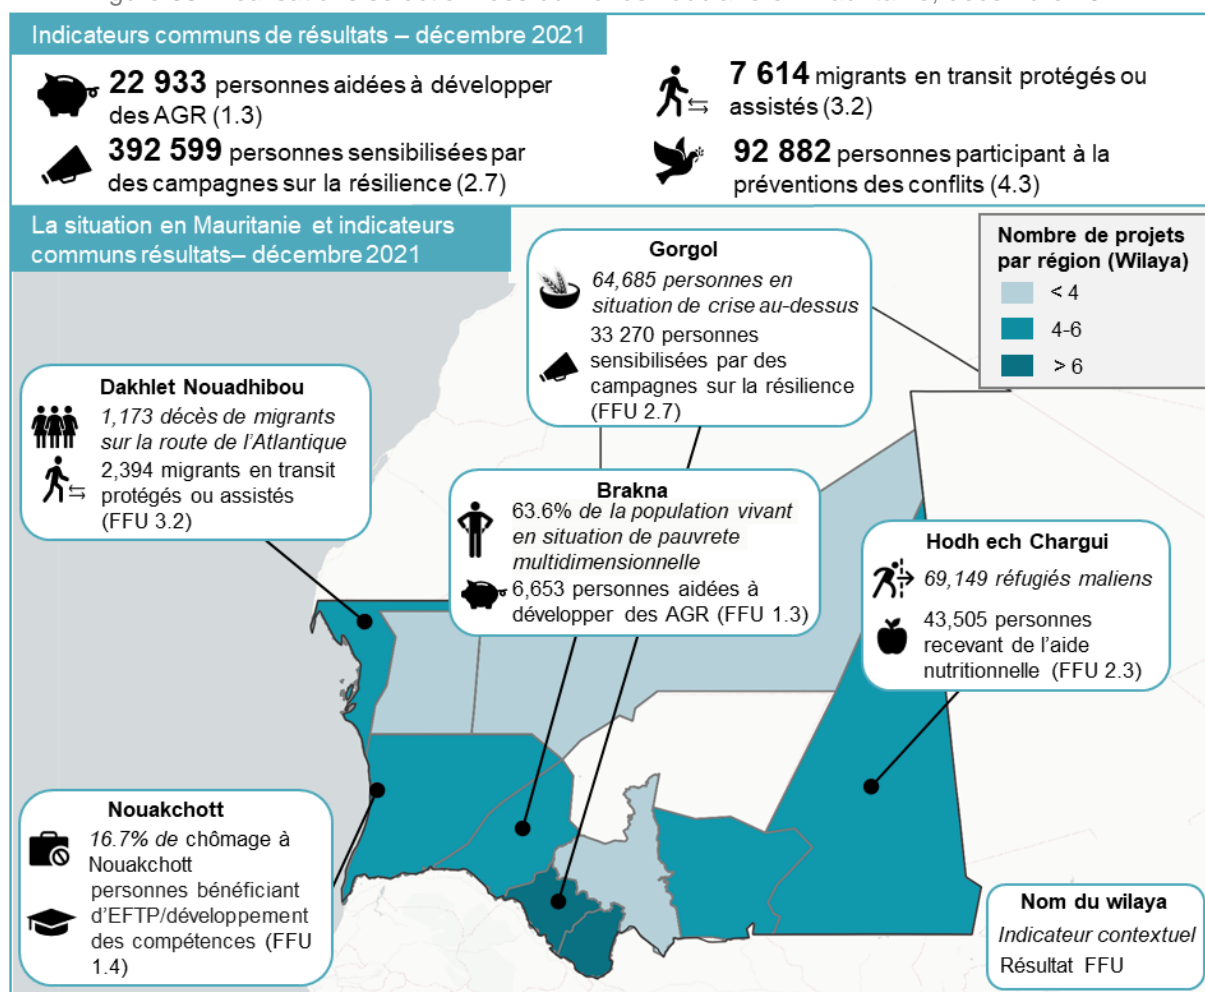 Indicateurs communs de résultats – décembre 2021
22 933 personnes aidées à développer
des AGR (1.3)
392 599 personnes sensibilisées par
des campagnes sur la résilience (2.7)
7 614 migrants en transit protégés ou
assistés (3.2)
92 882 personnes participant à la
préventions des conflits (4.3)
La situation en Mauritanie et indicateurs
communs résultats– décembre 2021
Gorgol
64,685 personnes en
situation de crise au-dessus
33 270 personnes
sensibilisées par des
campagnes sur la résilience
(FFU 2.7)
Nombre de projets
par région (Wilaya)
< 4
4-6
> 6
Dakhlet Nouadhibou
1,173 décès de migrants
sur la route de l’Atlantique
2,394 migrants en transit
protégés ou assistés
(FFU 3.2)
Brakna
63.6% de la population vivant
en situation de pauvrete
multidimensionnelle
6,653 personnes aidées à
développer des AGR (FFU 1.3)
Hodh ech Chargui
69,149 réfugiés maliens
43,505 personnes
recevant de l’aide
nutritionnelle (FFU 2.3)
Nouakchott
16.7% de chômage à
Nouakchott
personnes bénéficiant
d’EFTP/développement
des compétences (FFU
1.4)
Nom du wilaya
Indicateur contextuel
Résultat FFU